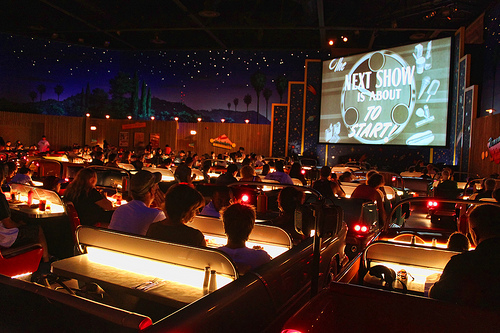 The
NEXT SHOW
IS ABOUT
TO
START!